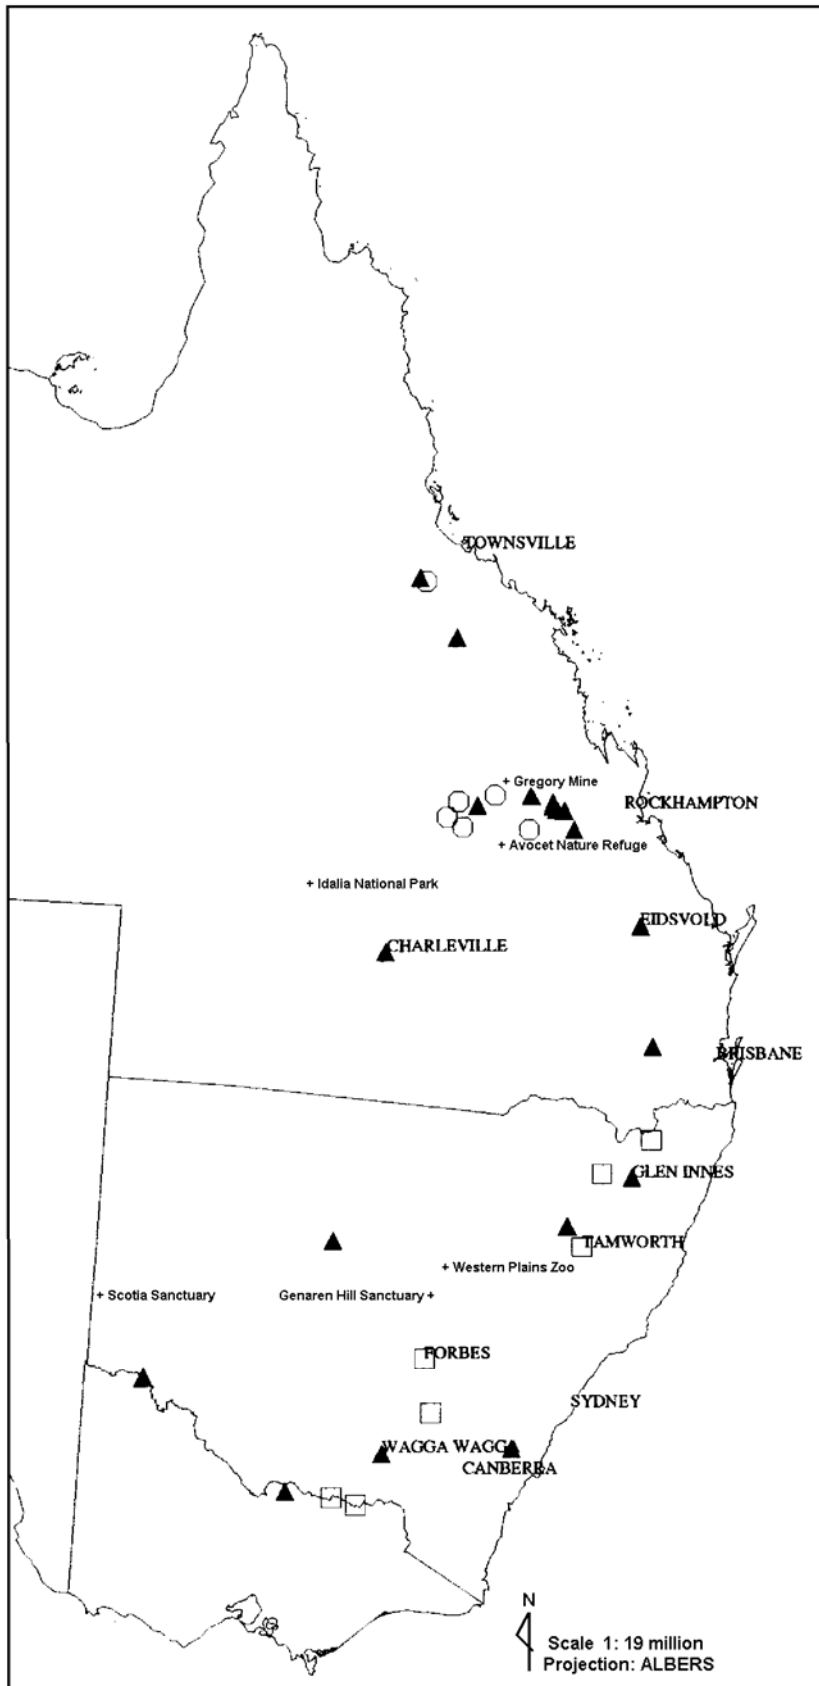 TOWNSVILLE
+ Gregory Mine
ROCKHAMPTON
+ Avocet Nature Refuge
+ Idalia National Park
EIDSVOLD
CHARLEVILLE
BRISBANE
GLEN INNES
TAMWORTH
+ Western Plains Zoo
+ Scotia Sanctuary
Genaren Hill Sanctuary +
FORBES
SYDNEY
WAGGA WAGGA
CANBERRA
N
Scale 1: 19 million
Projection: ALBERS